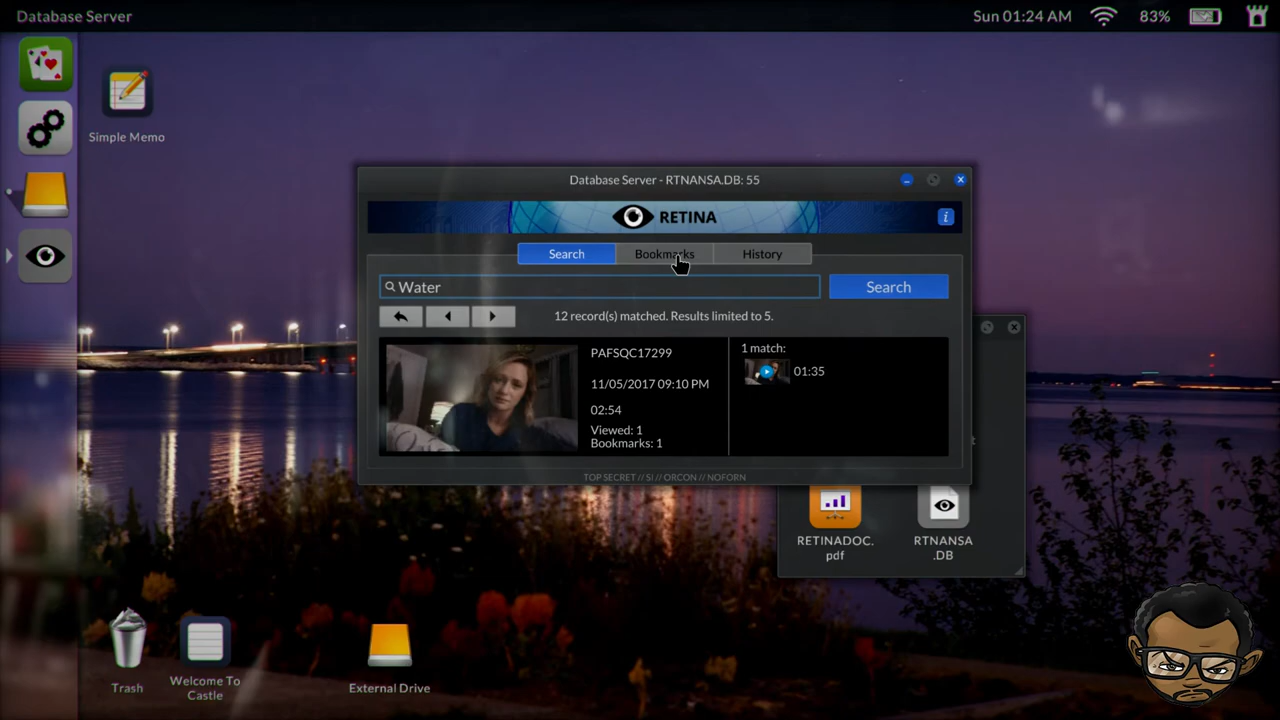 Database Server
Sun 01:24 AM
83%
Simple Memo
Database Server - RTNANSA.DB: 55
RETINA
i
Search
Bookmarks
History
Water
Search
12 record(s) matched. Results limited to 5.
PAFSQC17299
11/05/2017 09:10 PM
02:54
Viewed: 1
Bookmarks: 1
1 match:
01:35
TOP SECRET // SI // ORCON // NOFORN
RETINADOC.
pdf
RTNANSA
.DB
Trash
Welcome To
Castle
External Drive